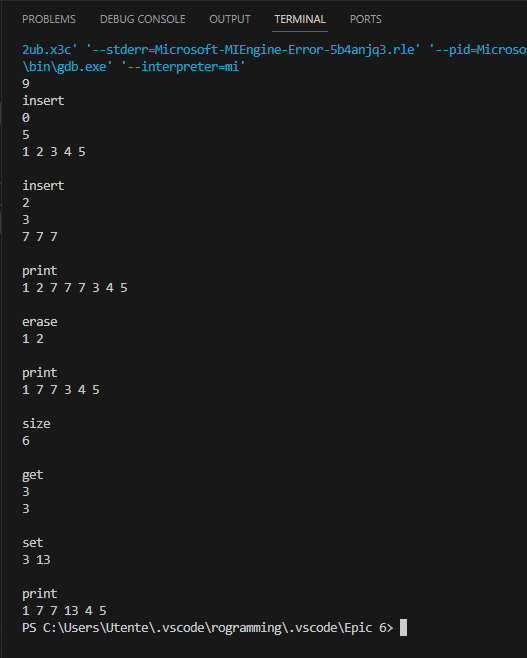 PROBLEMS DEBUG CONSOLE OUTPUT TERMINAL PORTS
2ub.x3c' '--stderr=Microsoft-MIEngine-Error-5b4anjq3.rle' '--pid=Microso
\bin\gdb.exe' '--interpreter=mi'
9
insert
0
5
1 2 3 4 5
insert
2
3
7 7 7
print
1 2 7 7 7 3 4 5
erase
1 2
print
1 7 7 3 4 5
size
6
get
3
3
set
3 13
print
1 7 7 13 4 5
PS C:\Users\Utente\.vscode\rogramming\.vscode\Epic 6>